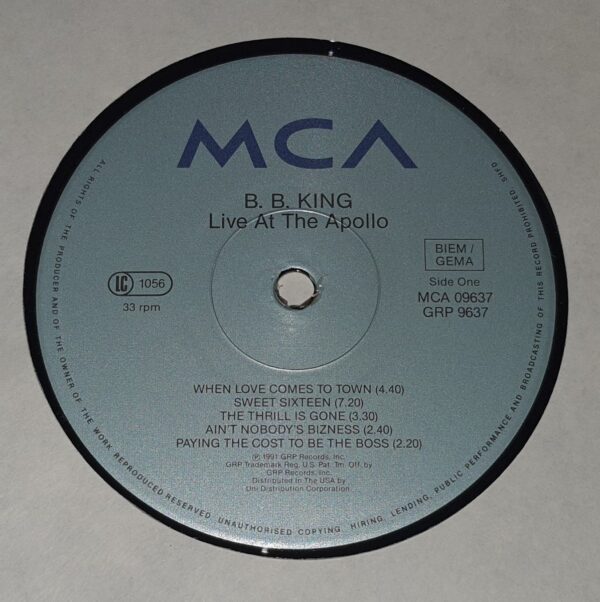 MCA
B. B. KING
Live At The Apollo
BIEM /
GEMA
LC 1056
33 rpm
Side One
MCA 09637
GRP 9637
WHEN LOVE COMES TO TOWN (4.40)
SWEET SIXTEEN (7.20)
THE THRILL IS GONE (3.30)
AIN'T NOBODY'S BIZNESS (2.40)
PAYING THE COST TO BE THE BOSS (2.20)
℗ 1991 GRP Records, Inc.
GRP Trademark Reg. U.S. Pat. Tm. Off. by
GRP Records, Inc.
Distributed In The USA by
Uni Distribution Corporation.
ALL RIGHTS OF THE PRODUCER AND OF THE OWNER OF THE WORK REPRODUCED RESERVED. UNAUTHORISED COPYING, HIRING, LENDING, PUBLIC PERFORMANCE AND BROADCASTING OF THIS RECORD PROHIBITED SHFD